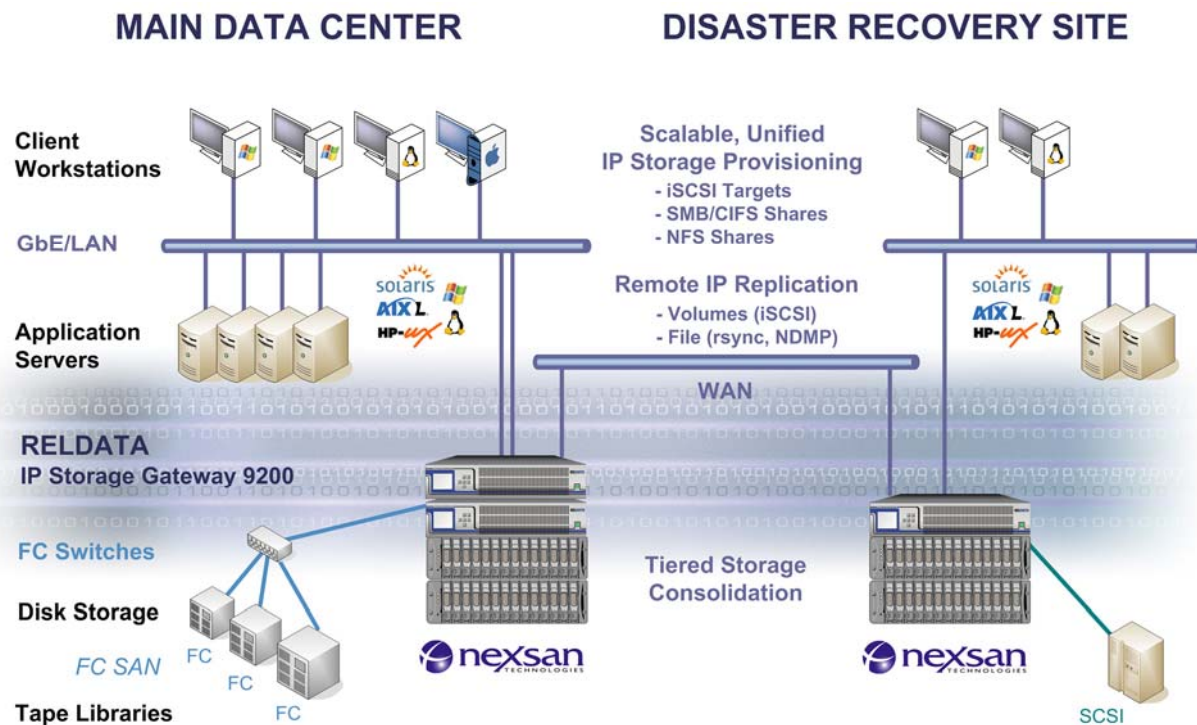 MAIN DATA CENTER
DISASTER RECOVERY SITE
Client
Workstations
Scalable, Unified
IP Storage Provisioning
- iSCSI Targets
- SMB/CIFS Shares
- NFS Shares
GbE/LAN
solaris
AIX L
HP-UX
Remote IP Replication
- Volumes (iSCSI)
- File (rsync, NDMP)
solaris
AIX L
HP-UX
Application
Servers
WAN
RELDATA
IP Storage Gateway 9200
FC Switches
Tiered Storage
Consolidation
Disk Storage
FC SAN
FC
FC
FC
nexsan
TECHNOLOGIES
nexsan
TECHNOLOGIES
Tape Libraries
SCSI